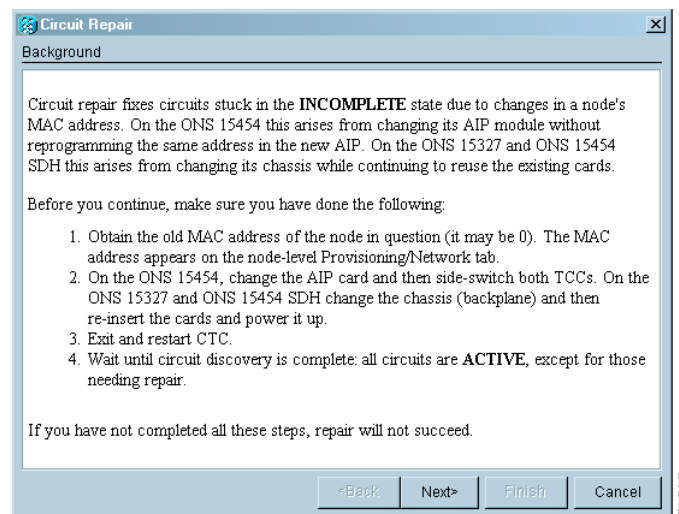 Circuit Repair
Background
Circuit repair fixes circuits stuck in the INCOMPLETE state due to changes in a node's
MAC address. On the ONS 15454 this arises from changing its AIP module without
reprogramming the same address in the new AIP. On the ONS 15327 and ONS 15454
SDH this arises from changing its chassis while continuing to reuse the existing cards.
Before you continue, make sure you have done the following:
1. Obtain the old MAC address of the node in question (it may be 0). The MAC
address appears on the node-level Provisioning/Network tab.
2. On the ONS 15454, change the AIP card and then side-switch both TCCs. On the
ONS 15327 and ONS 15454 SDH change the chassis (backplane) and then
re-insert the cards and power it up.
3. Exit and restart CTC.
4. Wait until circuit discovery is complete: all circuits are ACTIVE, except for those
needing repair.
If you have not completed all these steps, repair will not succeed.
<Back Next> Finish Cancel